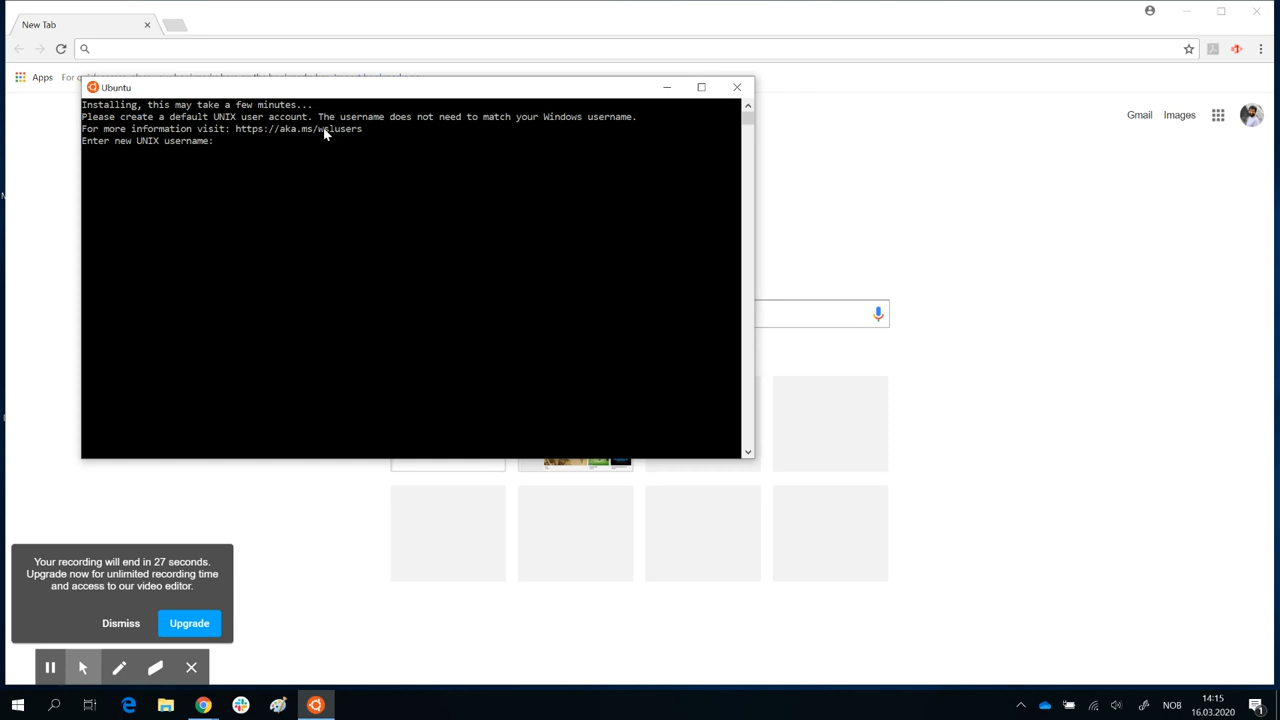 New Tab
Apps
Ubuntu
Installing, this may take a few minutes...
Please create a default UNIX user account. The username does not need to match your Windows username.
For more information visit: https://aka.ms/wslusers
Enter new UNIX username:
Gmail
Images
Your recording will end in 27 seconds.
Upgrade now for unlimited recording time
and access to our video editor.
Dismiss
Upgrade
NOB
14:15
16.03.2020
1